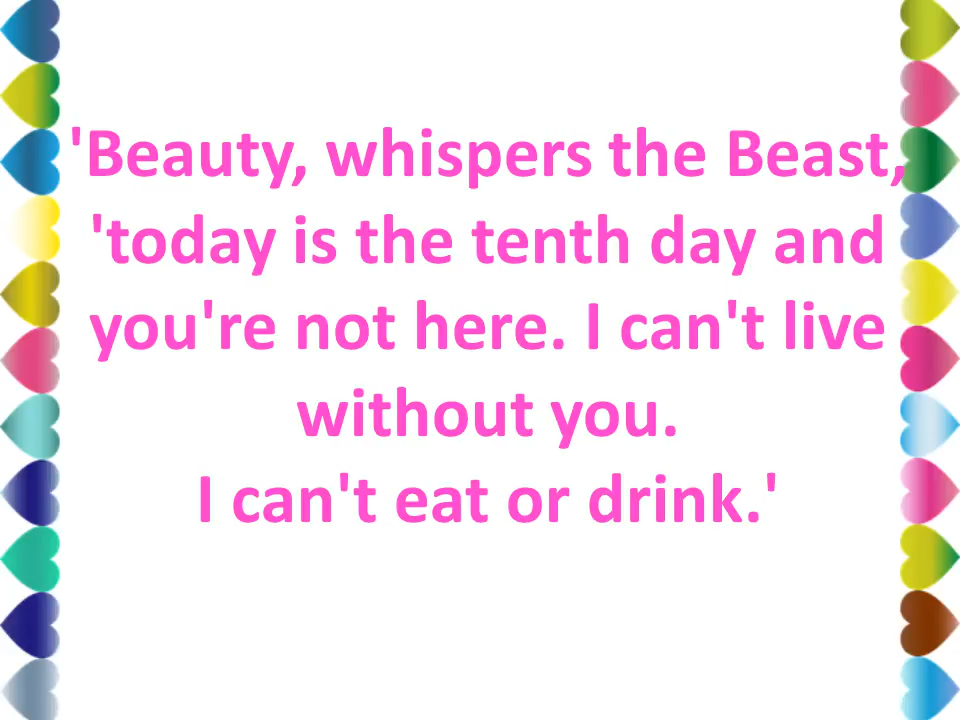 'Beauty, whispers the Beast,
'today is the tenth day and
you're not here. I can't live
without you.
I can't eat or drink.'